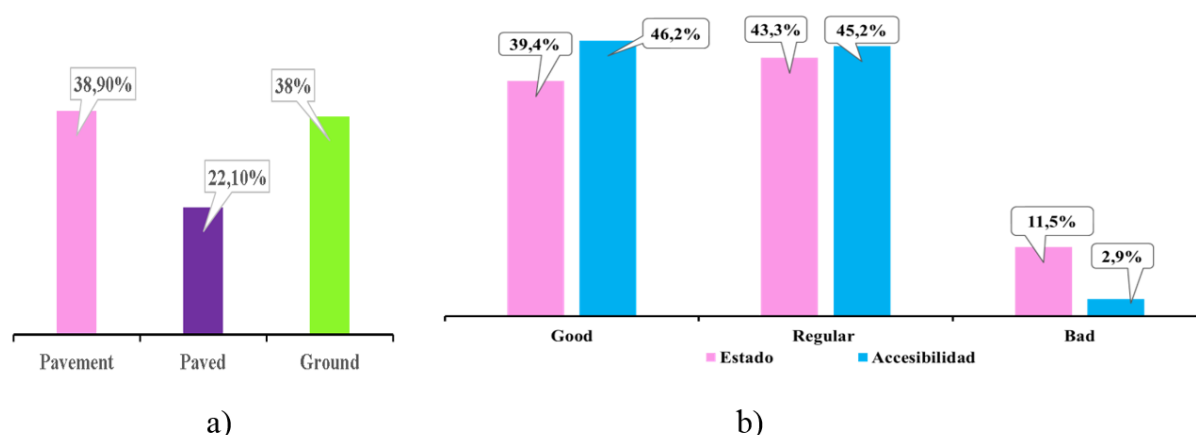 38,90%
22,10%
38%
Pavement Paved Ground
a)
39,4%
46,2%
43,3%
45,2%
11,5%
2,9%
Good Regular Bad
Estado Accesibilidad
b)